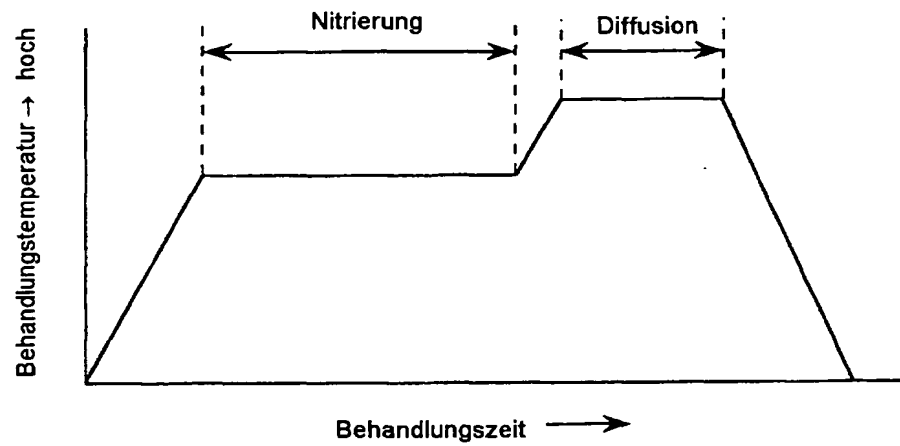 Nitrierung
Diffusion
Behandlungstemperatur → hoch
Behandlungszeit →